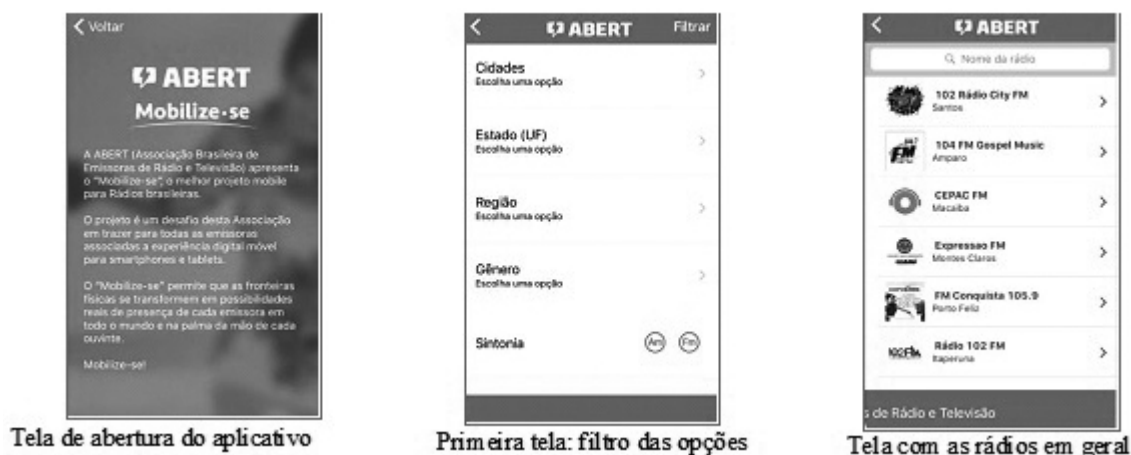 Voltar
ABERT
Mobilize-se
A ABERT (Associação Brasileira de
Emissoras de Rádio e Televisão) apresenta
o "Mobilize-se", o melhor projeto mobile
para Rádios brasileiras.
O projeto é um desafio desta Associação
em trazer para todas as emissoras
associadas a experiência digital móvel
para smartphones e tablets.
O "Mobilize-se" permite que as fronteiras
físicas se transformem em possibilidades
reais de presença de cada emissora em
todo o mundo e na palma da mão de cada
ouvinte.
Mobilize-se!
Tela de abertura do aplicativo
ABERT Filtrar
Cidades
Escolha uma opção
Estado (UF)
Escolha uma opção
Região
Escolha uma opção
Gênero
Escolha uma opção
Sintonia Am Fm
Primeira tela: filtro das opções
ABERT
Nome da rádio
102 Rádio City FM
Santos
104 FM Gospel Music
Amparo
FM
CEPAC FM
Macaiba
Expressao FM
Montes Claros
FM Conquista 105.9
Porto Feliz
Rádio 102 FM
Itaperuna
102FM
s de Rádio e Televisão
Tela com as rádios em geral